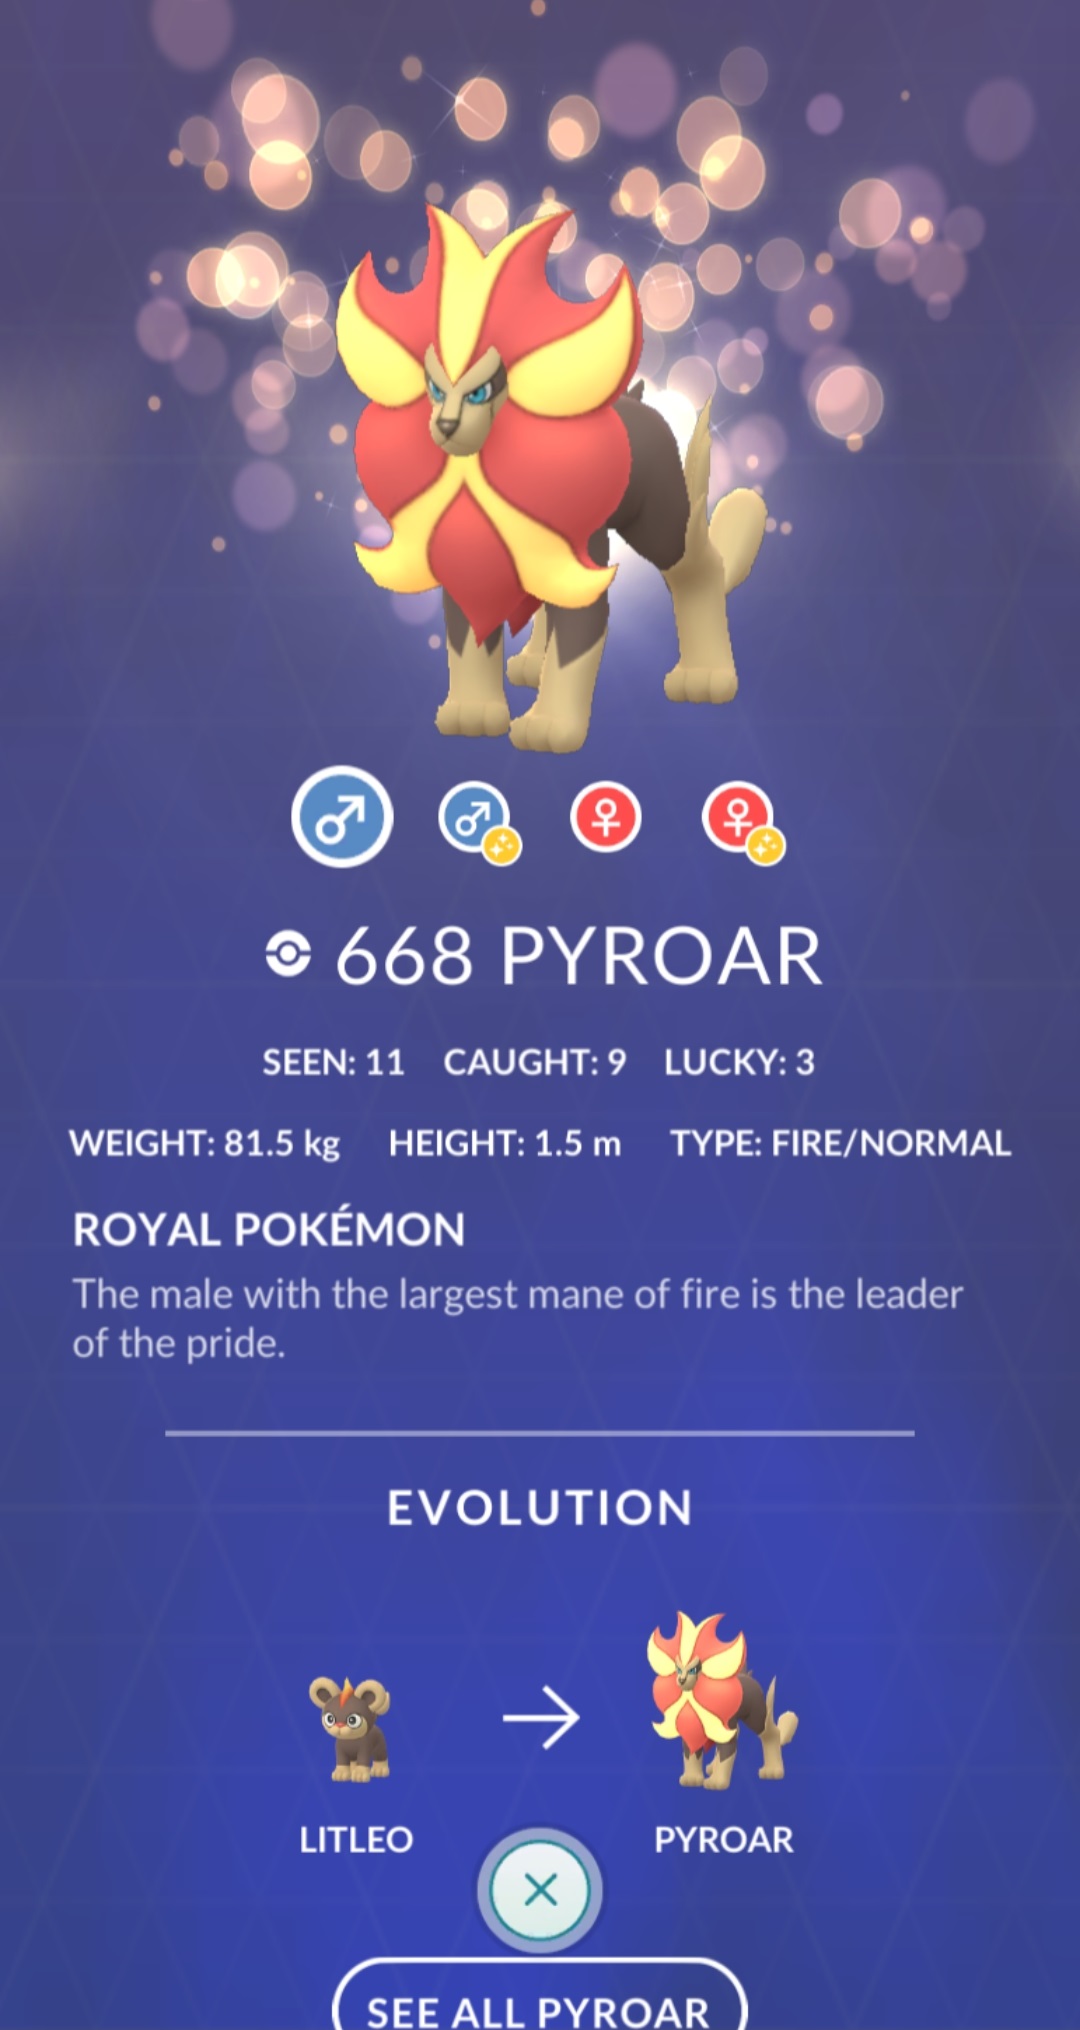 668 PYROAR
SEEN: 11 CAUGHT: 9 LUCKY: 3
WEIGHT: 81.5 kg HEIGHT: 1.5 m TYPE: FIRE/NORMAL
ROYAL POKÉMON
The male with the largest mane of fire is the leader
of the pride.
EVOLUTION
LITLEO PYROAR
SEE ALL PYROAR